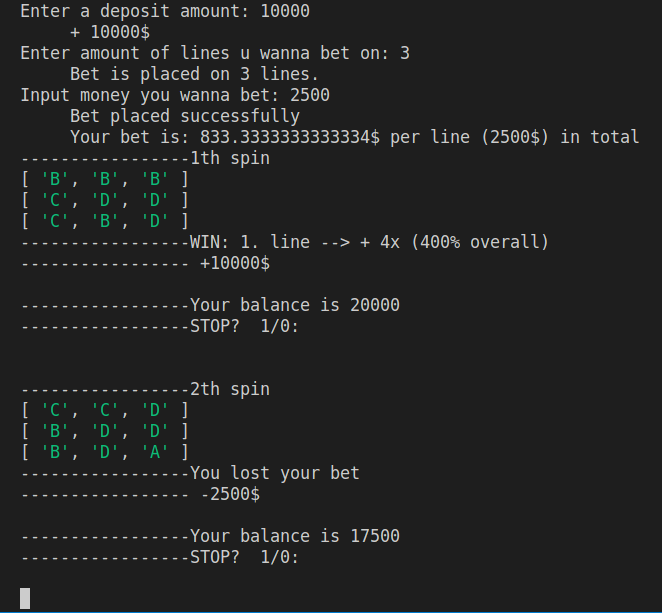 Enter a deposit amount: 10000
+ 10000$
Enter amount of lines u wanna bet on: 3
Bet is placed on 3 lines.
Input money you wanna bet: 2500
Bet placed successfully
Your bet is: 833.3333333333334$ per line (2500$) in total
-----------------1th spin
[ 'B', 'B', 'B' ]
[ 'C', 'D', 'D' ]
[ 'C', 'B', 'D' ]
-----------------WIN: 1. line --> + 4x (400% overall)
----------------- +10000$
-----------------Your balance is 20000
-----------------STOP?  1/0:
-----------------2th spin
[ 'C', 'C', 'D' ]
[ 'B', 'D', 'D' ]
[ 'B', 'D', 'A' ]
-----------------You lost your bet
----------------- -2500$
-----------------Your balance is 17500
-----------------STOP?  1/0: